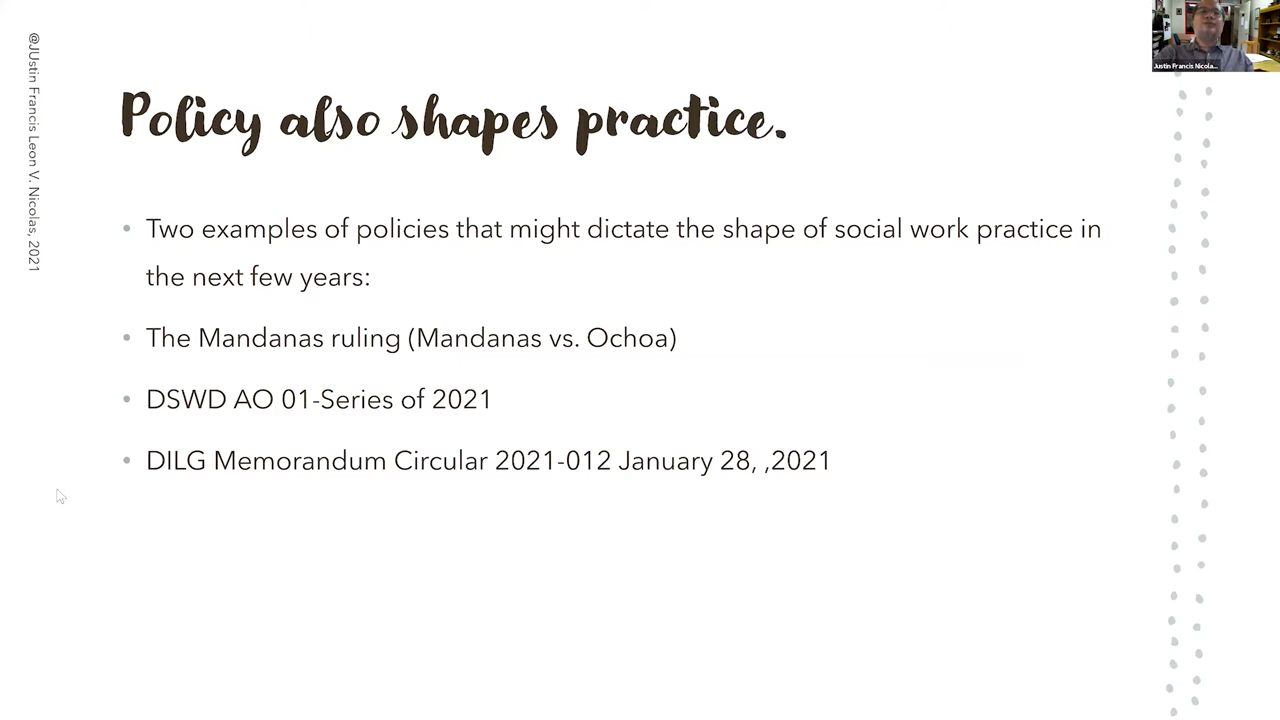 @JUstin Francis Leon V. Nicolas, 2021
Justin Francis Nicola...
Policy also shapes practice.
• Two examples of policies that might dictate the shape of social work practice in
the next few years:
• The Mandanas ruling (Mandanas vs. Ochoa)
• DSWD AO 01-Series of 2021
• DILG Memorandum Circular 2021-012 January 28, ,2021